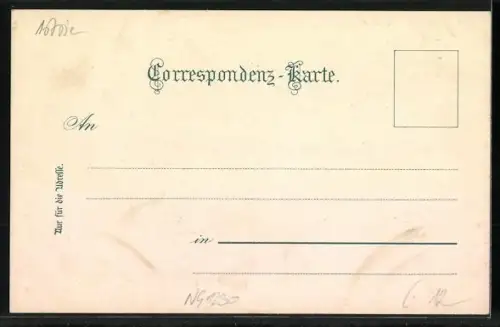 Correspondenz-Karte.
An
Nur für die Adresse.
in